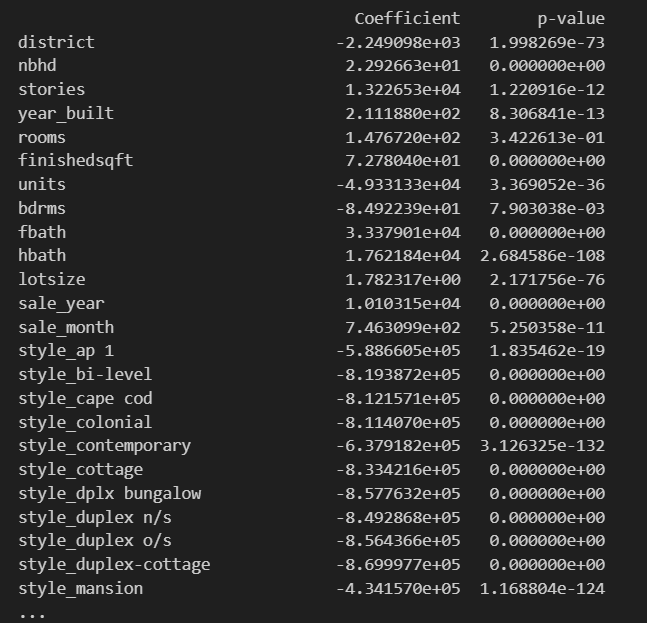 Coefficient p-value
district -2.249098e+03 1.998269e-73
nbhd 2.292663e+01 0.000000e+00
stories 1.322653e+04 1.220916e-12
year_built 2.111880e+02 8.306841e-13
rooms 1.476720e+02 3.422613e-01
finishedsqft 7.278040e+01 0.000000e+00
units -4.933133e+04 3.369052e-36
bdrms -8.492239e+01 7.903038e-03
fbath 3.337901e+04 0.000000e+00
hbath 1.762184e+04 2.684586e-108
lotsize 1.782317e+00 2.171756e-76
sale_year 1.010315e+04 0.000000e+00
sale_month 7.463099e+02 5.250358e-11
style_ap 1 -5.886605e+05 1.835462e-19
style_bi-level -8.193872e+05 0.000000e+00
style_cape cod -8.121571e+05 0.000000e+00
style_colonial -8.114070e+05 0.000000e+00
style_contemporary -6.379182e+05 3.126325e-132
style_cottage -8.334216e+05 0.000000e+00
style_dplx bungalow -8.577632e+05 0.000000e+00
style_duplex n/s -8.492868e+05 0.000000e+00
style_duplex o/s -8.564366e+05 0.000000e+00
style_duplex-cottage -8.699977e+05 0.000000e+00
style_mansion -4.341570e+05 1.168804e-124
...